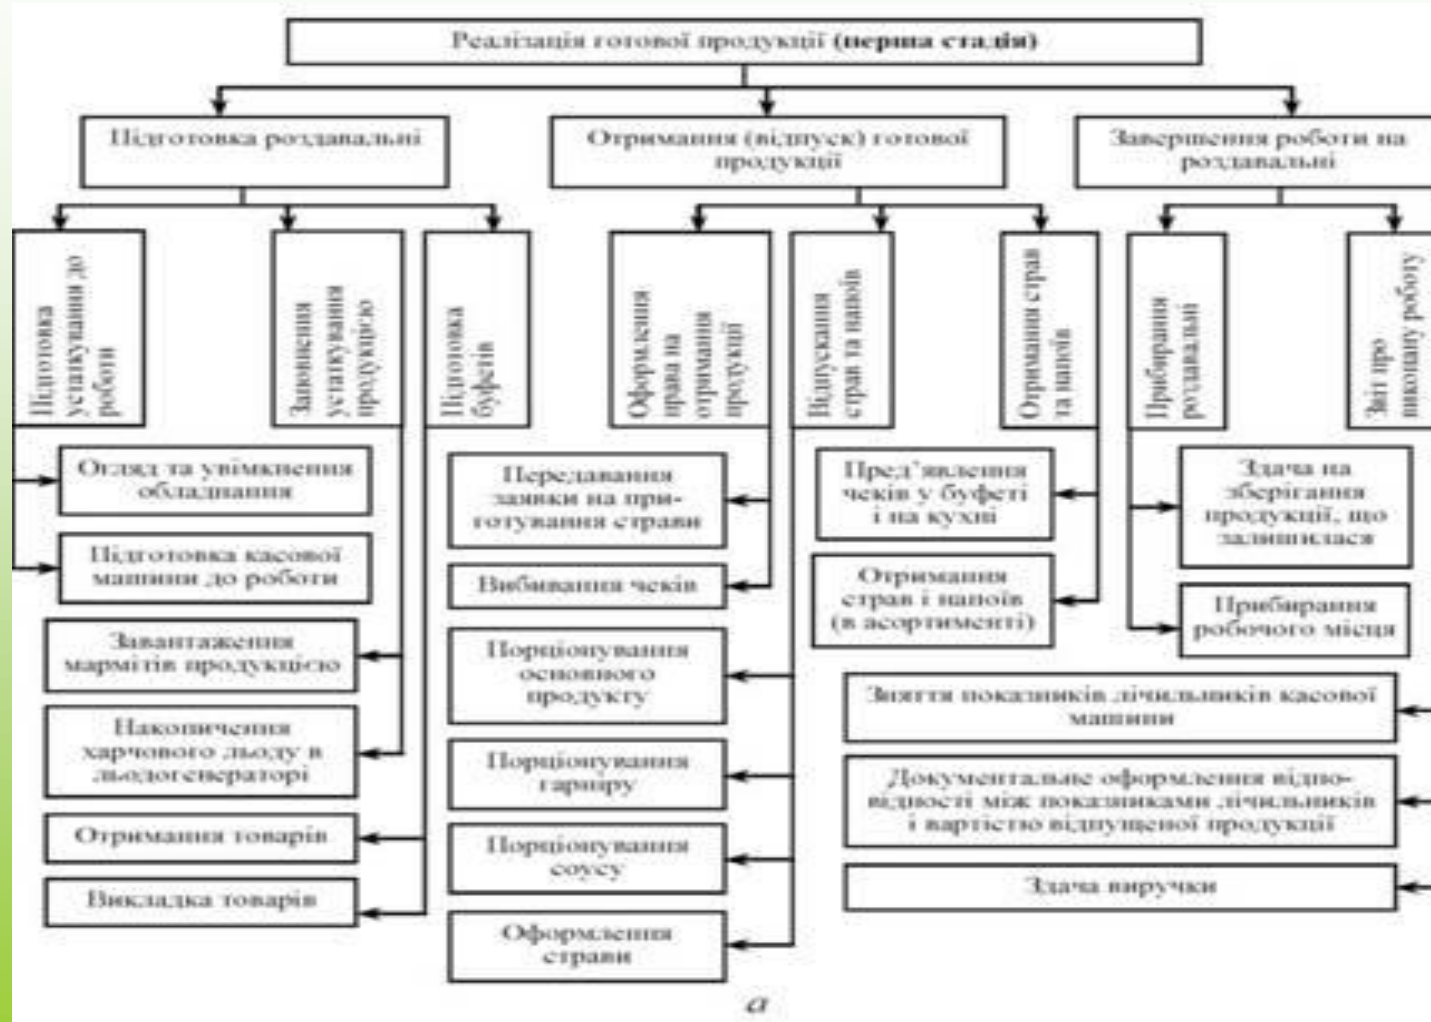 Реалізація готової продукції (перша стадія)
Підготовка роздавальні
Отримання (відпуск) готової
продукції
Завершення роботи на
роздавальні
Підготовка
устаткування до
роботи
Заповнення
устаткування
продукцією
Підготовка
буфетів
Оформлення
права на
отримання
продукції
Відпускання
страв та напоїв
Отримання страв
та напоїв
Прибирання
роздавальні
Звіт про
виконану роботу
Огляд та увімкнення
обладнання
Підготовка касової
машини до роботи
Завантаження
мармітів продукцією
Накопичення
харчового льоду в
льодогенераторі
Отримання товарів
Викладка товарів
Передавання
заявки на при-
готування страви
Вибивання чеків
Порціонування
основного
продукту
Порціонування
гарніру
Порціонування
соусу
Оформлення
страви
Пред’явлення
чеків у буфеті
і на кухні
Отримання
страв і напоїв
(в асортименті)
Здача на
зберігання
продукції, що
залишилася
Прибирання
робочого місця
Зняття показників лічильників касової
машини
Документальне оформлення відпо-
відності між показниками лічильників
і вартістю відпущеної продукції
Здача виручки
а